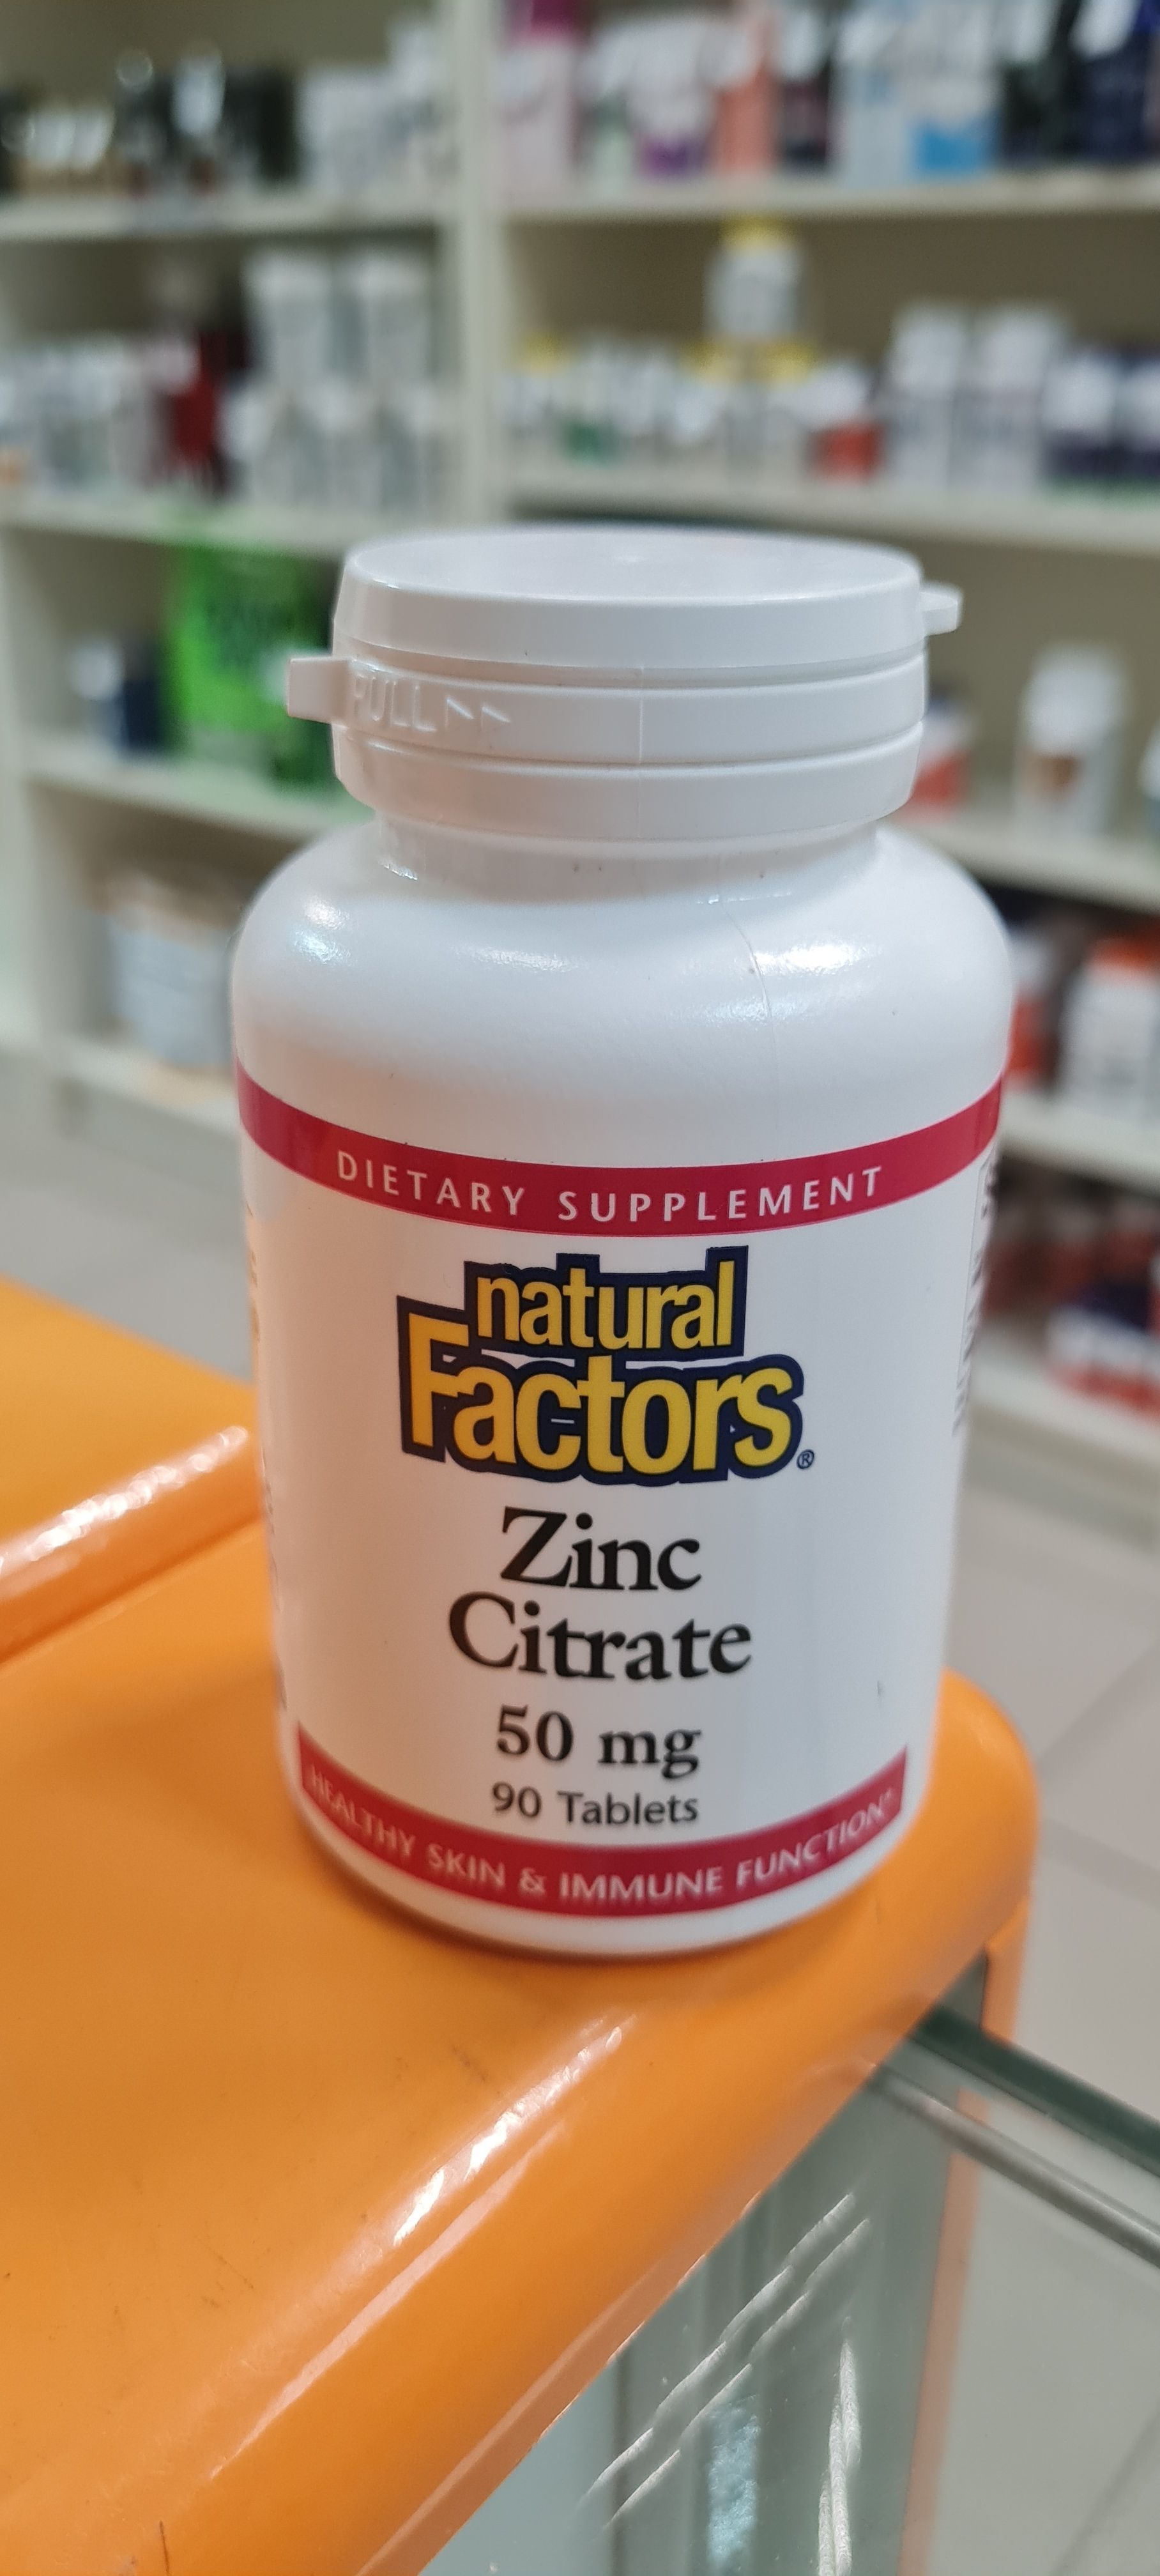 PULL
DIETARY SUPPLEMENT
natural
Factors®
Zinc
Citrate
50 mg
90 Tablets
HEALTHY SKIN & IMMUNE FUNCTION*